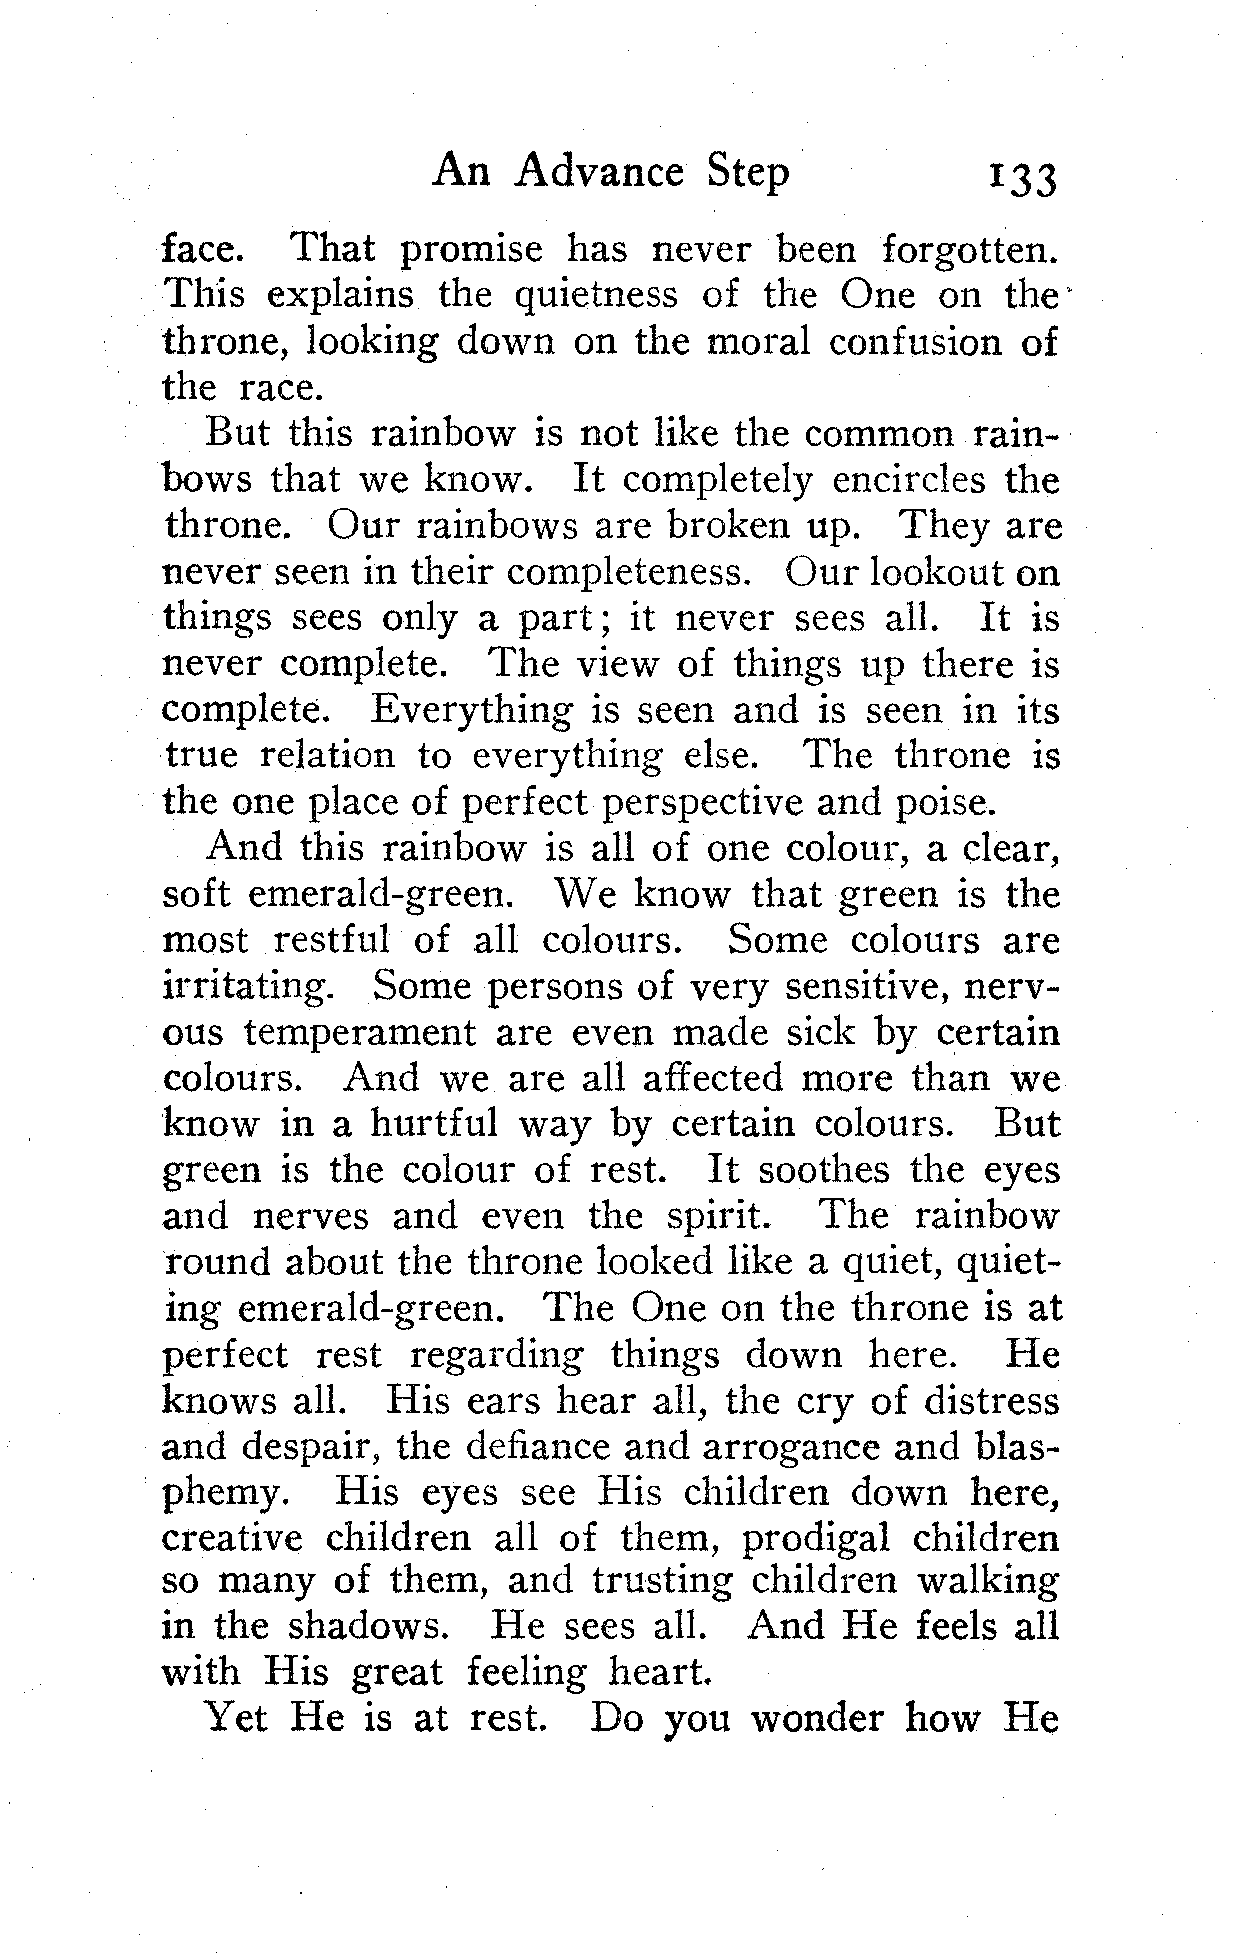 An Advance Step 133
face. That promise has never been forgotten.
This explains the quietness of the One on the
throne, looking down on the moral confusion of
the race.
But this rainbow is not like the common rain-
bows that we know. It completely encircles the
throne. Our rainbows are broken up. They are
never seen in their completeness. Our lookout on
things sees only a part; it never sees all. It is
never complete. The view of things up there is
complete. Everything is seen and is seen in its
true relation to everything else. The throne is
the one place of perfect perspective and poise.
And this rainbow is all of one colour, a clear,
soft emerald-green. We know that green is the
most restful of all colours. Some colours are
irritating. Some persons of very sensitive, nerv-
ous temperament are even made sick by certain
colours. And we are all affected more than we
know in a hurtful way by certain colours. But
green is the colour of rest. It soothes the eyes
and nerves and even the spirit. The rainbow
round about the throne looked like a quiet, quiet-
ing emerald-green. The One on the throne is at
perfect rest regarding things down here. He
knows all. His ears hear all, the cry of distress
and despair, the defiance and arrogance and blas-
phemy. His eyes see His children down here,
creative children all of them, prodigal children
so many of them, and trusting children walking
in the shadows. He sees all. And He feels all
with His great feeling heart.
Yet He is at rest. Do you wonder how He